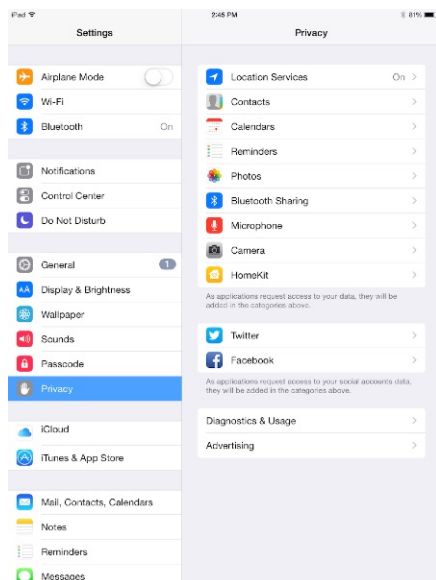 iPad
2:45 PM
81%
Settings
Airplane Mode
Wi-Fi
Bluetooth On
Notifications
Control Center
Do Not Disturb
General 1
Display & Brightness
Wallpaper
Sounds
Passcode
Privacy
iCloud
iTunes & App Store
Mail, Contacts, Calendars
Notes
Reminders
Messages
Privacy
Location Services On
Contacts
Calendars
Reminders
Photos
Bluetooth Sharing
Microphone
Camera
HomeKit
As applications request access to your data, they will be
added in the categories above.
Twitter
Facebook
As applications request access to your social accounts data,
they will be added in the categories above.
Diagnostics & Usage
Advertising